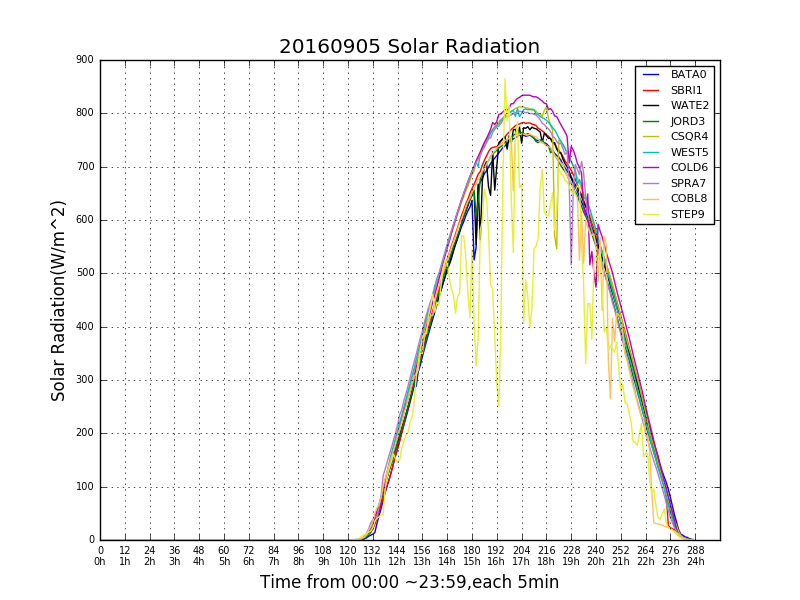 20160905 Solar Radiation
Solar Radiation(W/m^2)
900
800
700
600
500
400
300
200
100
0
BATA0
SBRI1
WATE2
JORD3
CSQR4
WEST5
COLD6
SPRA7
COBL8
STEP9
0 12 24 36 48 60 72 84 96 108 120 132 144 156 168 180 192 204 216 228 240 252 264 276 288
0h 1h 2h 3h 4h 5h 6h 7h 8h 9h 10h 11h 12h 13h 14h 15h 16h 17h 18h 19h 20h 21h 22h 23h 24h
Time from 00:00 ~23:59,each 5min